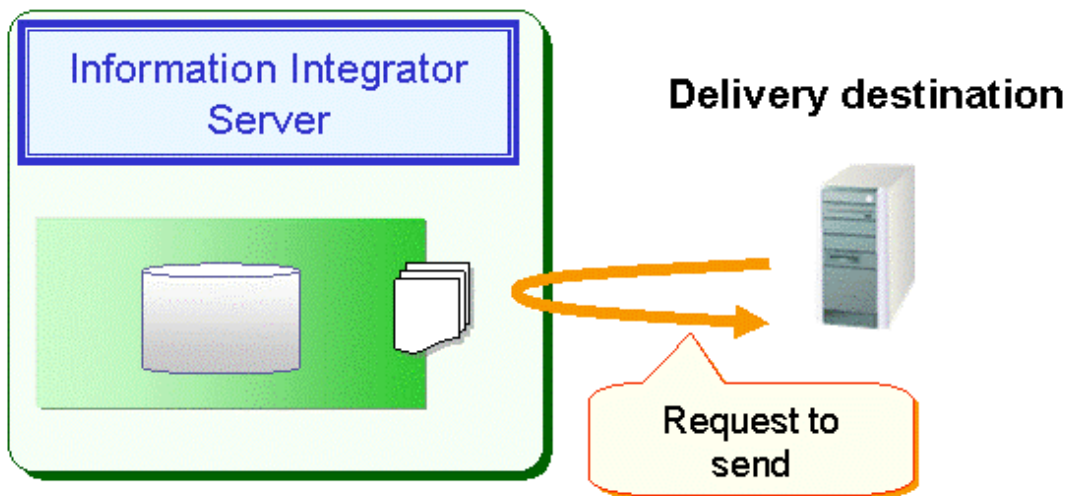 Information Integrator
Server
Delivery destination
Request to
send